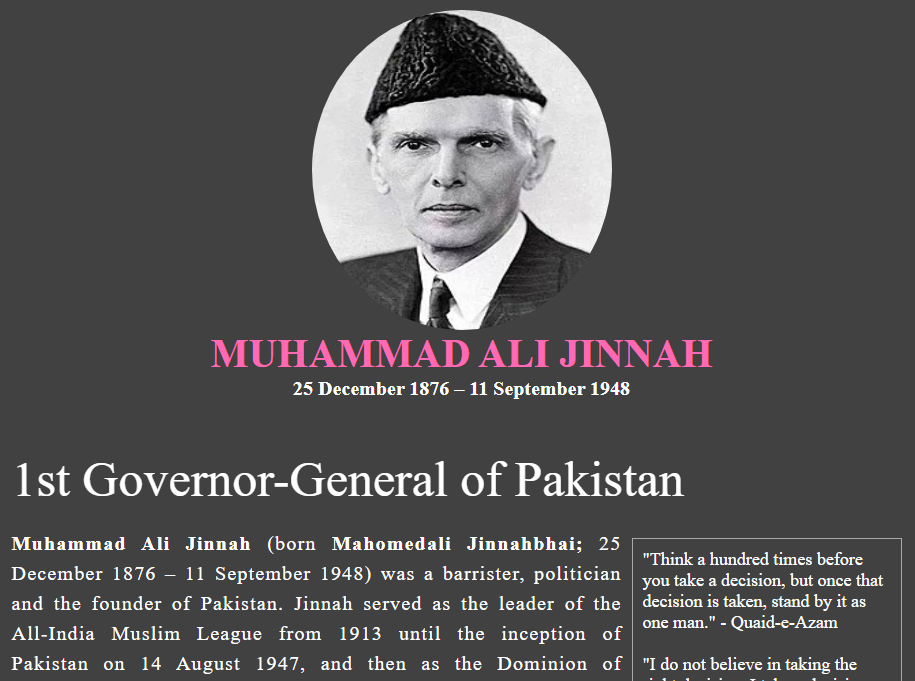 MUHAMMAD ALI JINNAH
25 December 1876 – 11 September 1948
1st Governor-General of Pakistan
Muhammad Ali Jinnah (born Mahomedali Jinnahbhai; 25
December 1876 – 11 September 1948) was a barrister, politician
and the founder of Pakistan. Jinnah served as the leader of the
All-India Muslim League from 1913 until the inception of
Pakistan on 14 August 1947, and then as the Dominion of
"Think a hundred times before
you take a decision, but once that
decision is taken, stand by it as
one man." - Quaid-e-Azam
"I do not believe in taking the